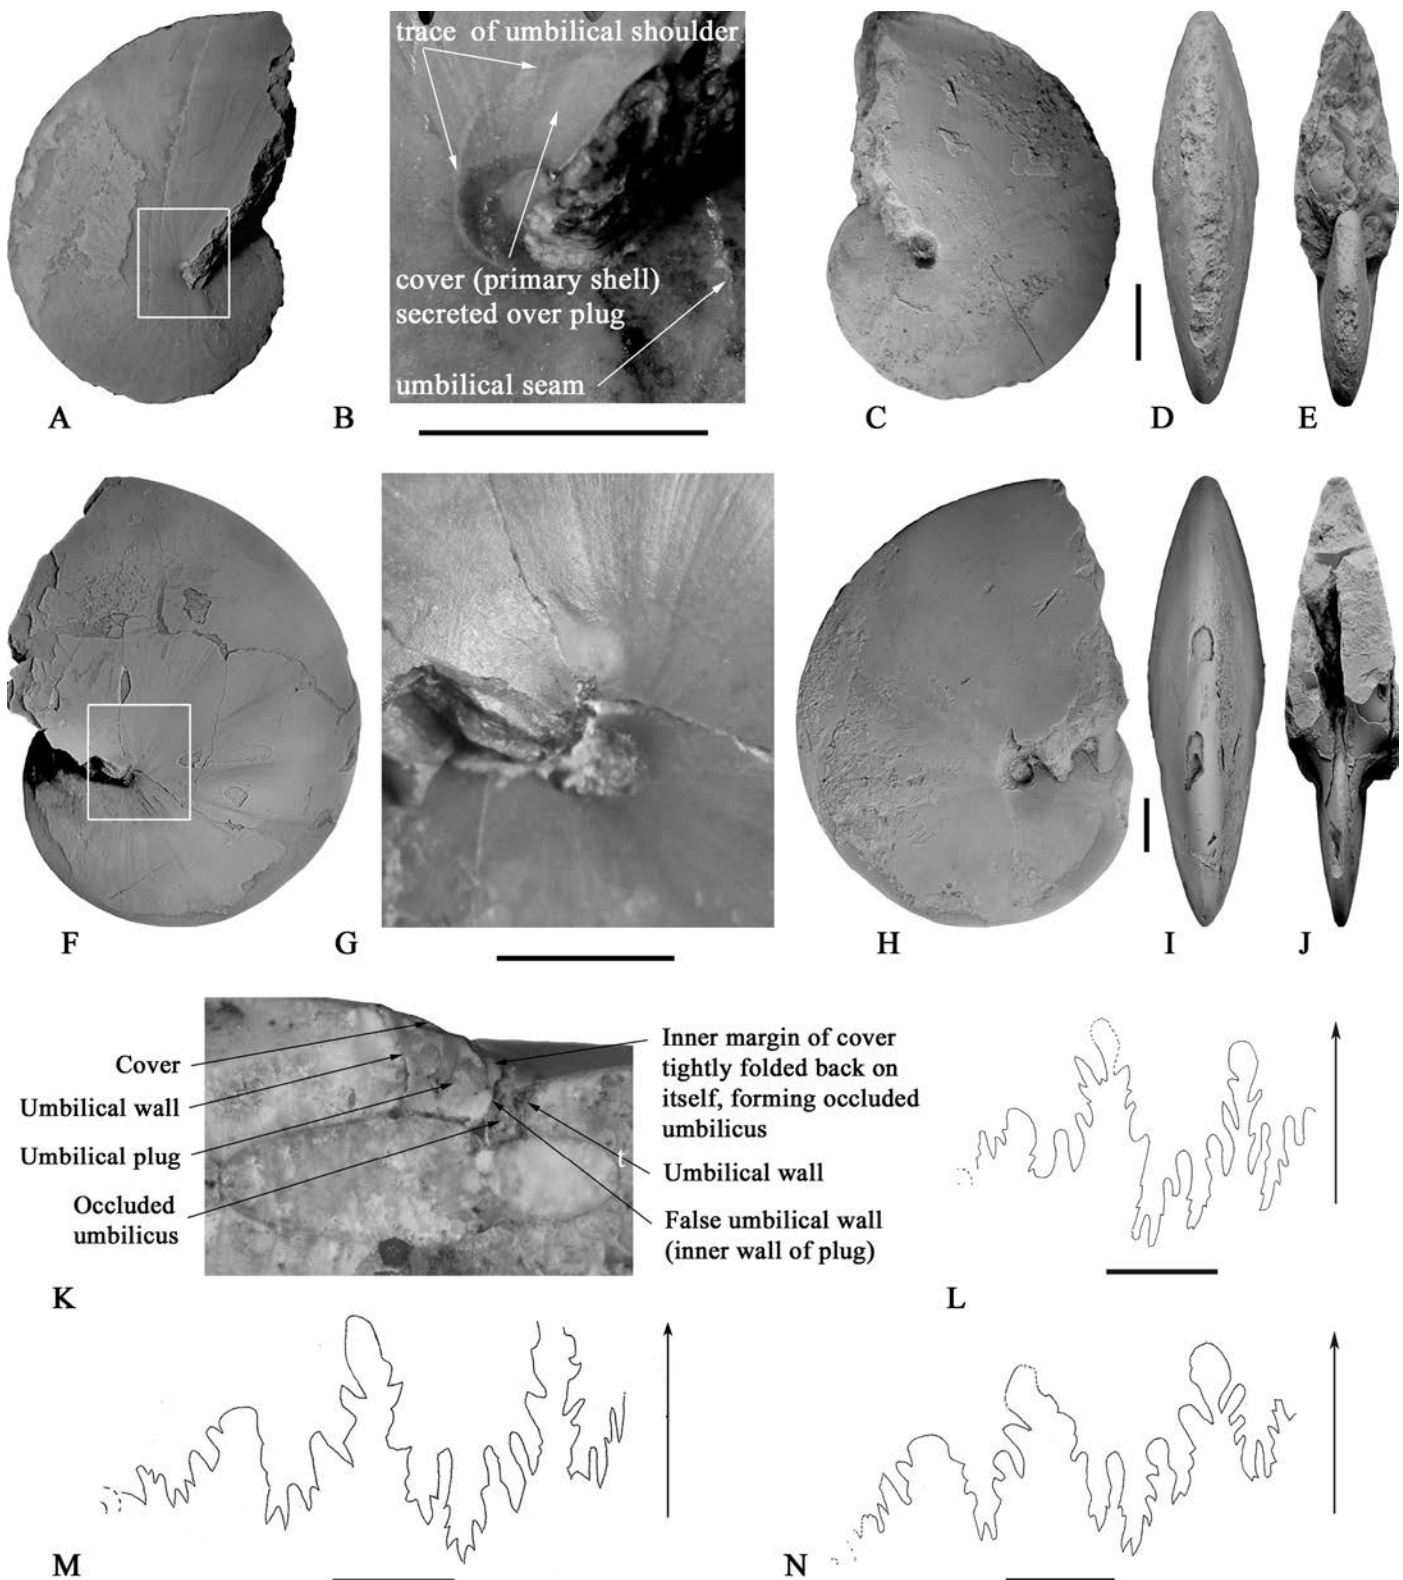 trace of umbilical shoulder
cover (primary shell)
secreted over plug
umbilical seam
A
B
C
D
E
F
G
H
I
J
Cover
Umbilical wall
Umbilical plug
Occluded
umbilicus
Inner margin of cover
tightly folded back on
itself, forming occluded
umbilicus
t
Umbilical wall
False umbilical wall
(inner wall of plug)
K
L
M
N